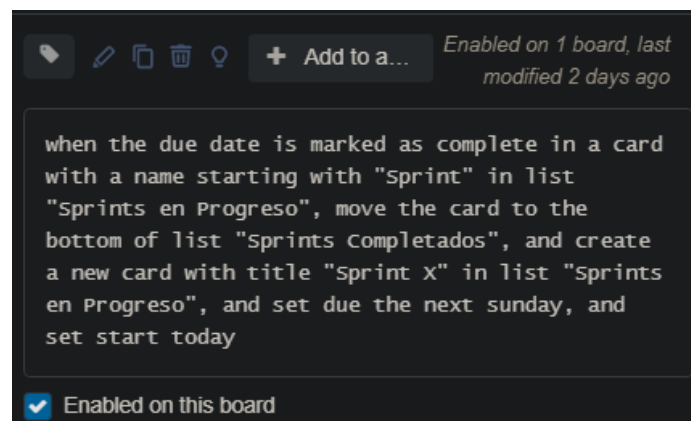 + Add to a...
Enabled on 1 board, last
modified 2 days ago
when the due date is marked as complete in a card
with a name starting with "Sprint" in list
"Sprints en Progreso", move the card to the
bottom of list "Sprints Completados", and create
a new card with title "Sprint X" in list "Sprints
en Progreso", and set due the next sunday, and
set start today
Enabled on this board